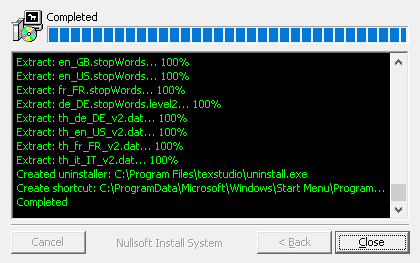 Completed
Extract: en_GB.stopWords... 100%
Extract: en_US.stopWords... 100%
Extract: fr_FR.stopWords... 100%
Extract: de_DE.stopWords.level2... 100%
Extract: th_de_DE_v2.dat... 100%
Extract: th_en_US_v2.dat... 100%
Extract: th_fr_FR_v2.dat... 100%
Extract: th_it_IT_v2.dat... 100%
Created uninstaller: C:\Program Files\texstudio\uninstall.exe
Create shortcut: C:\ProgramData\Microsoft\Windows\Start Menu\Program...
Completed
Cancel Nullsoft Install System < Back Close